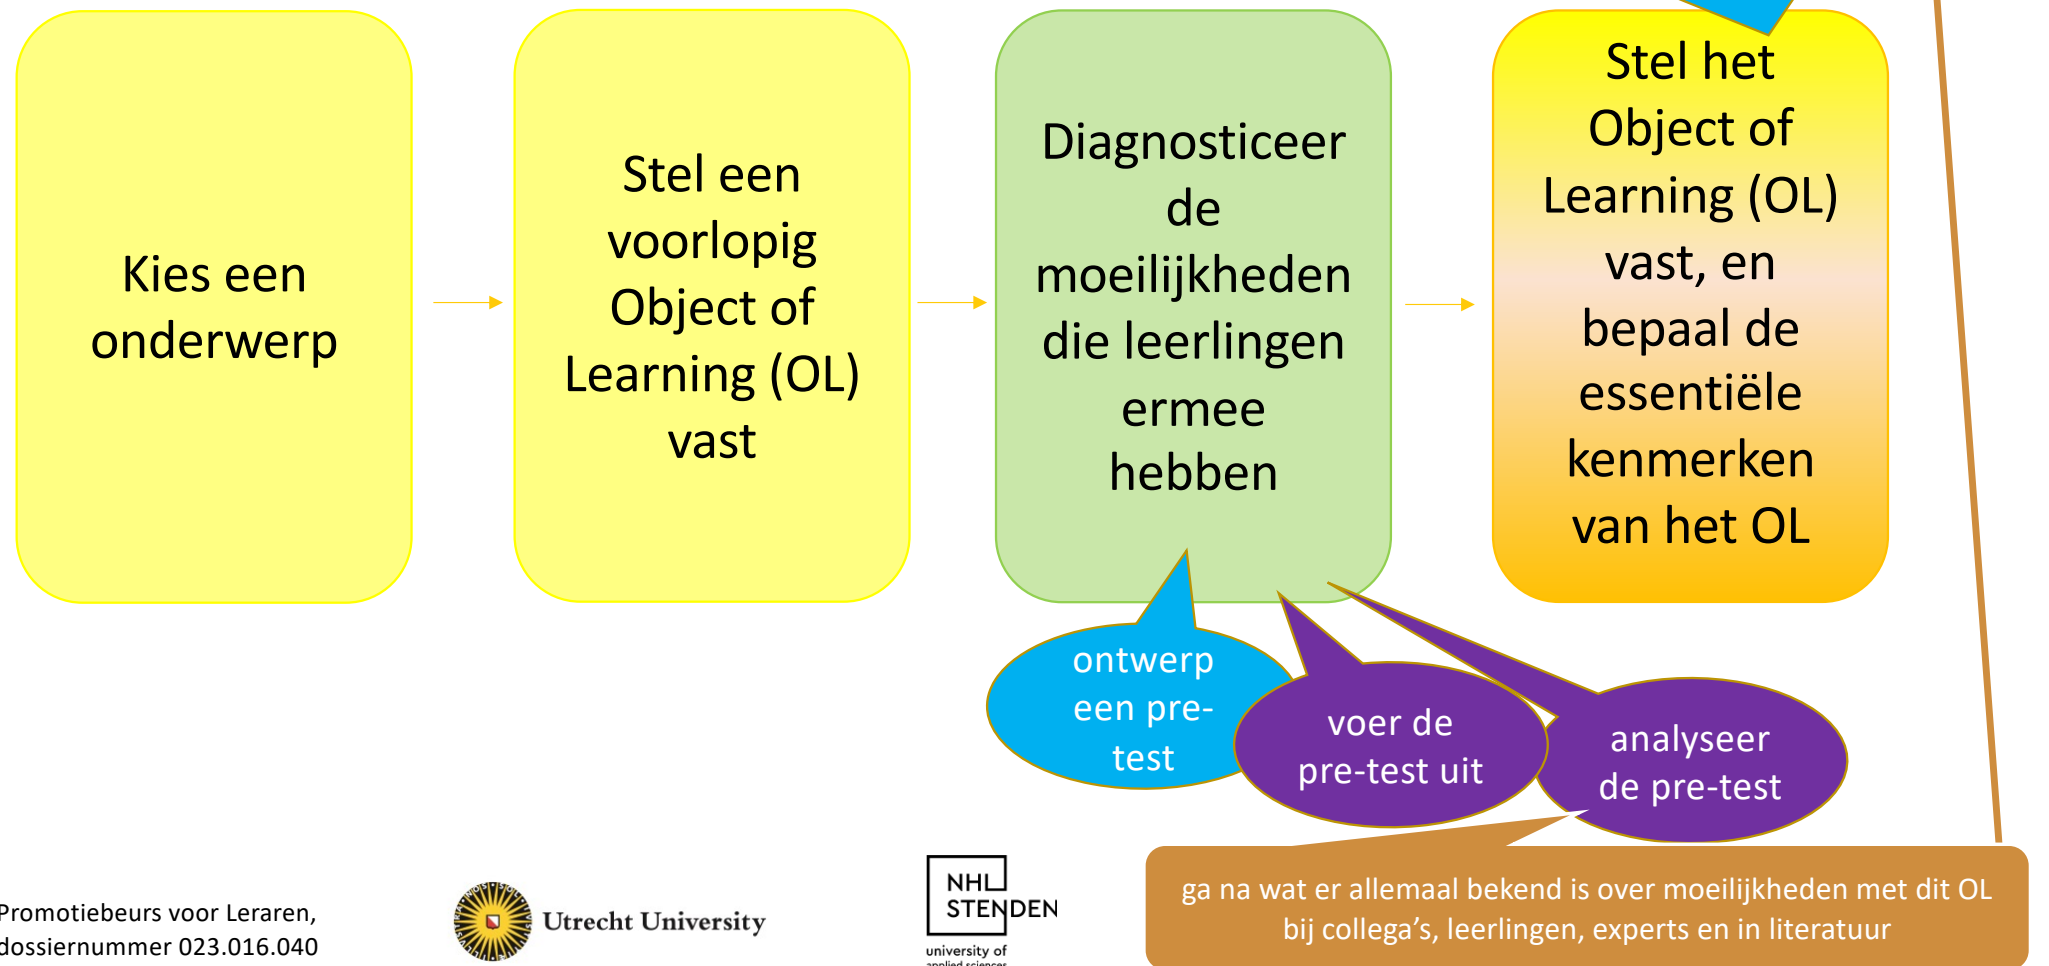 Kies een
onderwerp
Stel een
voorlopig
Object of
Learning (OL)
vast
Diagnosticeer
de
moeilijkheden
die leerlingen
ermee
hebben
Stel het
Object of
Learning (OL)
vast, en
bepaal de
essentiële
kenmerken
van het OL
ontwerp
een pre-
test
voer de
pre-test uit
analyseer
de pre-test
ga na wat er allemaal bekend is over moeilijkheden met dit OL
bij collega’s, leerlingen, experts en in literatuur
Promotiebeurs voor Leraren,
dossiernummer 023.016.040
Utrecht University
NHL
STENDEN
university of
applied sciences